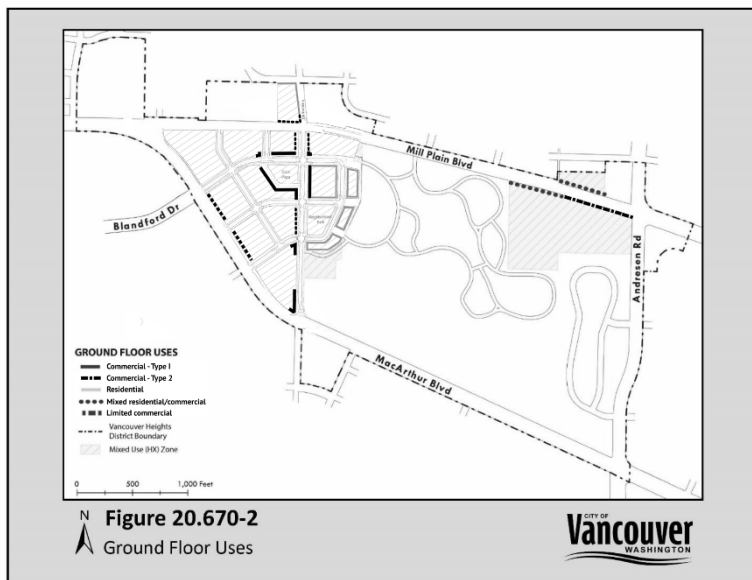 Mill Plain Blvd
Blandford Dr
Andresen Rd
MacArthur Blvd
GROUND FLOOR USES
Commercial - Type I
Commercial - Type 2
Residential
Mixed residential/commercial
Limited commercial
Vancouver Heights
District Boundary
Mixed Use (HX) Zone
0 500 1,000 Feet
N
Figure 20.670-2
Ground Floor Uses
CITY OF
Vancouver
WASHINGTON